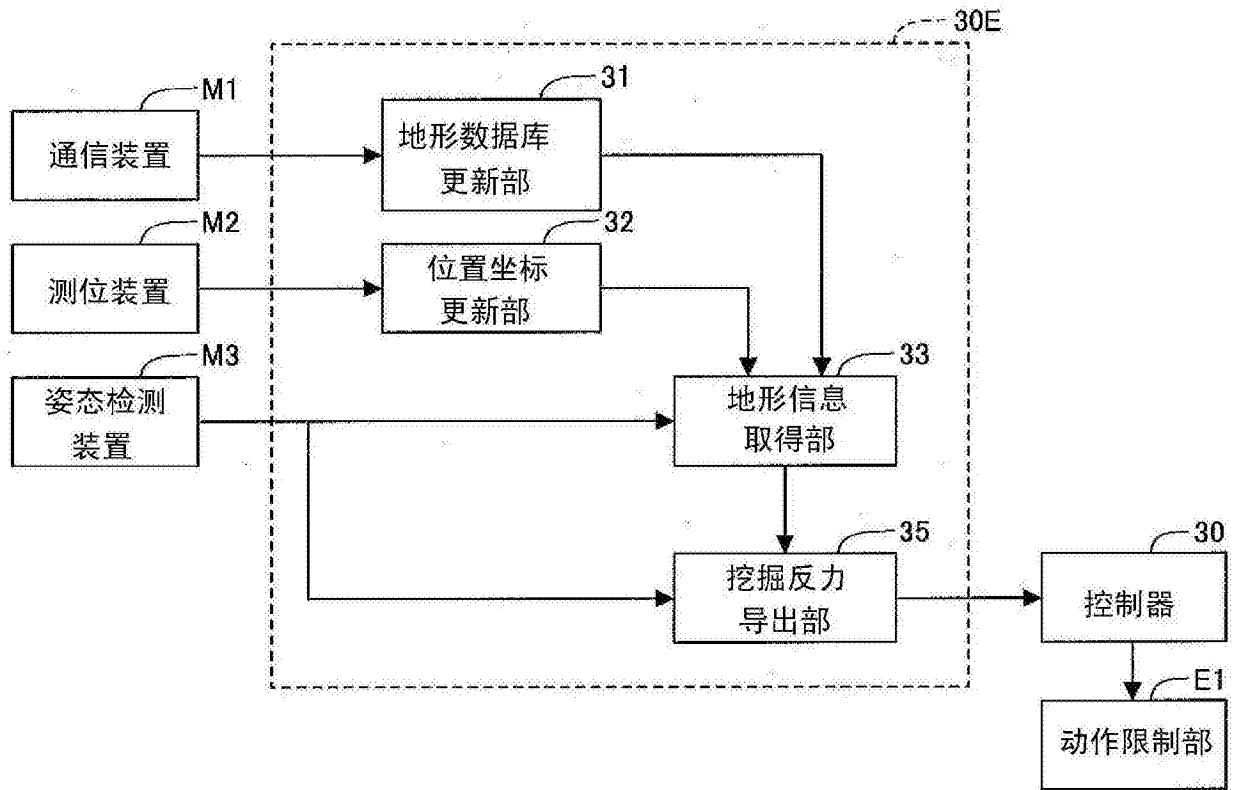 30E
31
M1
地形数据库
更新部
通信装置
M2
32
测位装置
位置坐标
更新部
M3
33
姿态检测
装置
地形信息
取得部
35
30
挖掘反力
导出部
控制器
E1
动作限制部